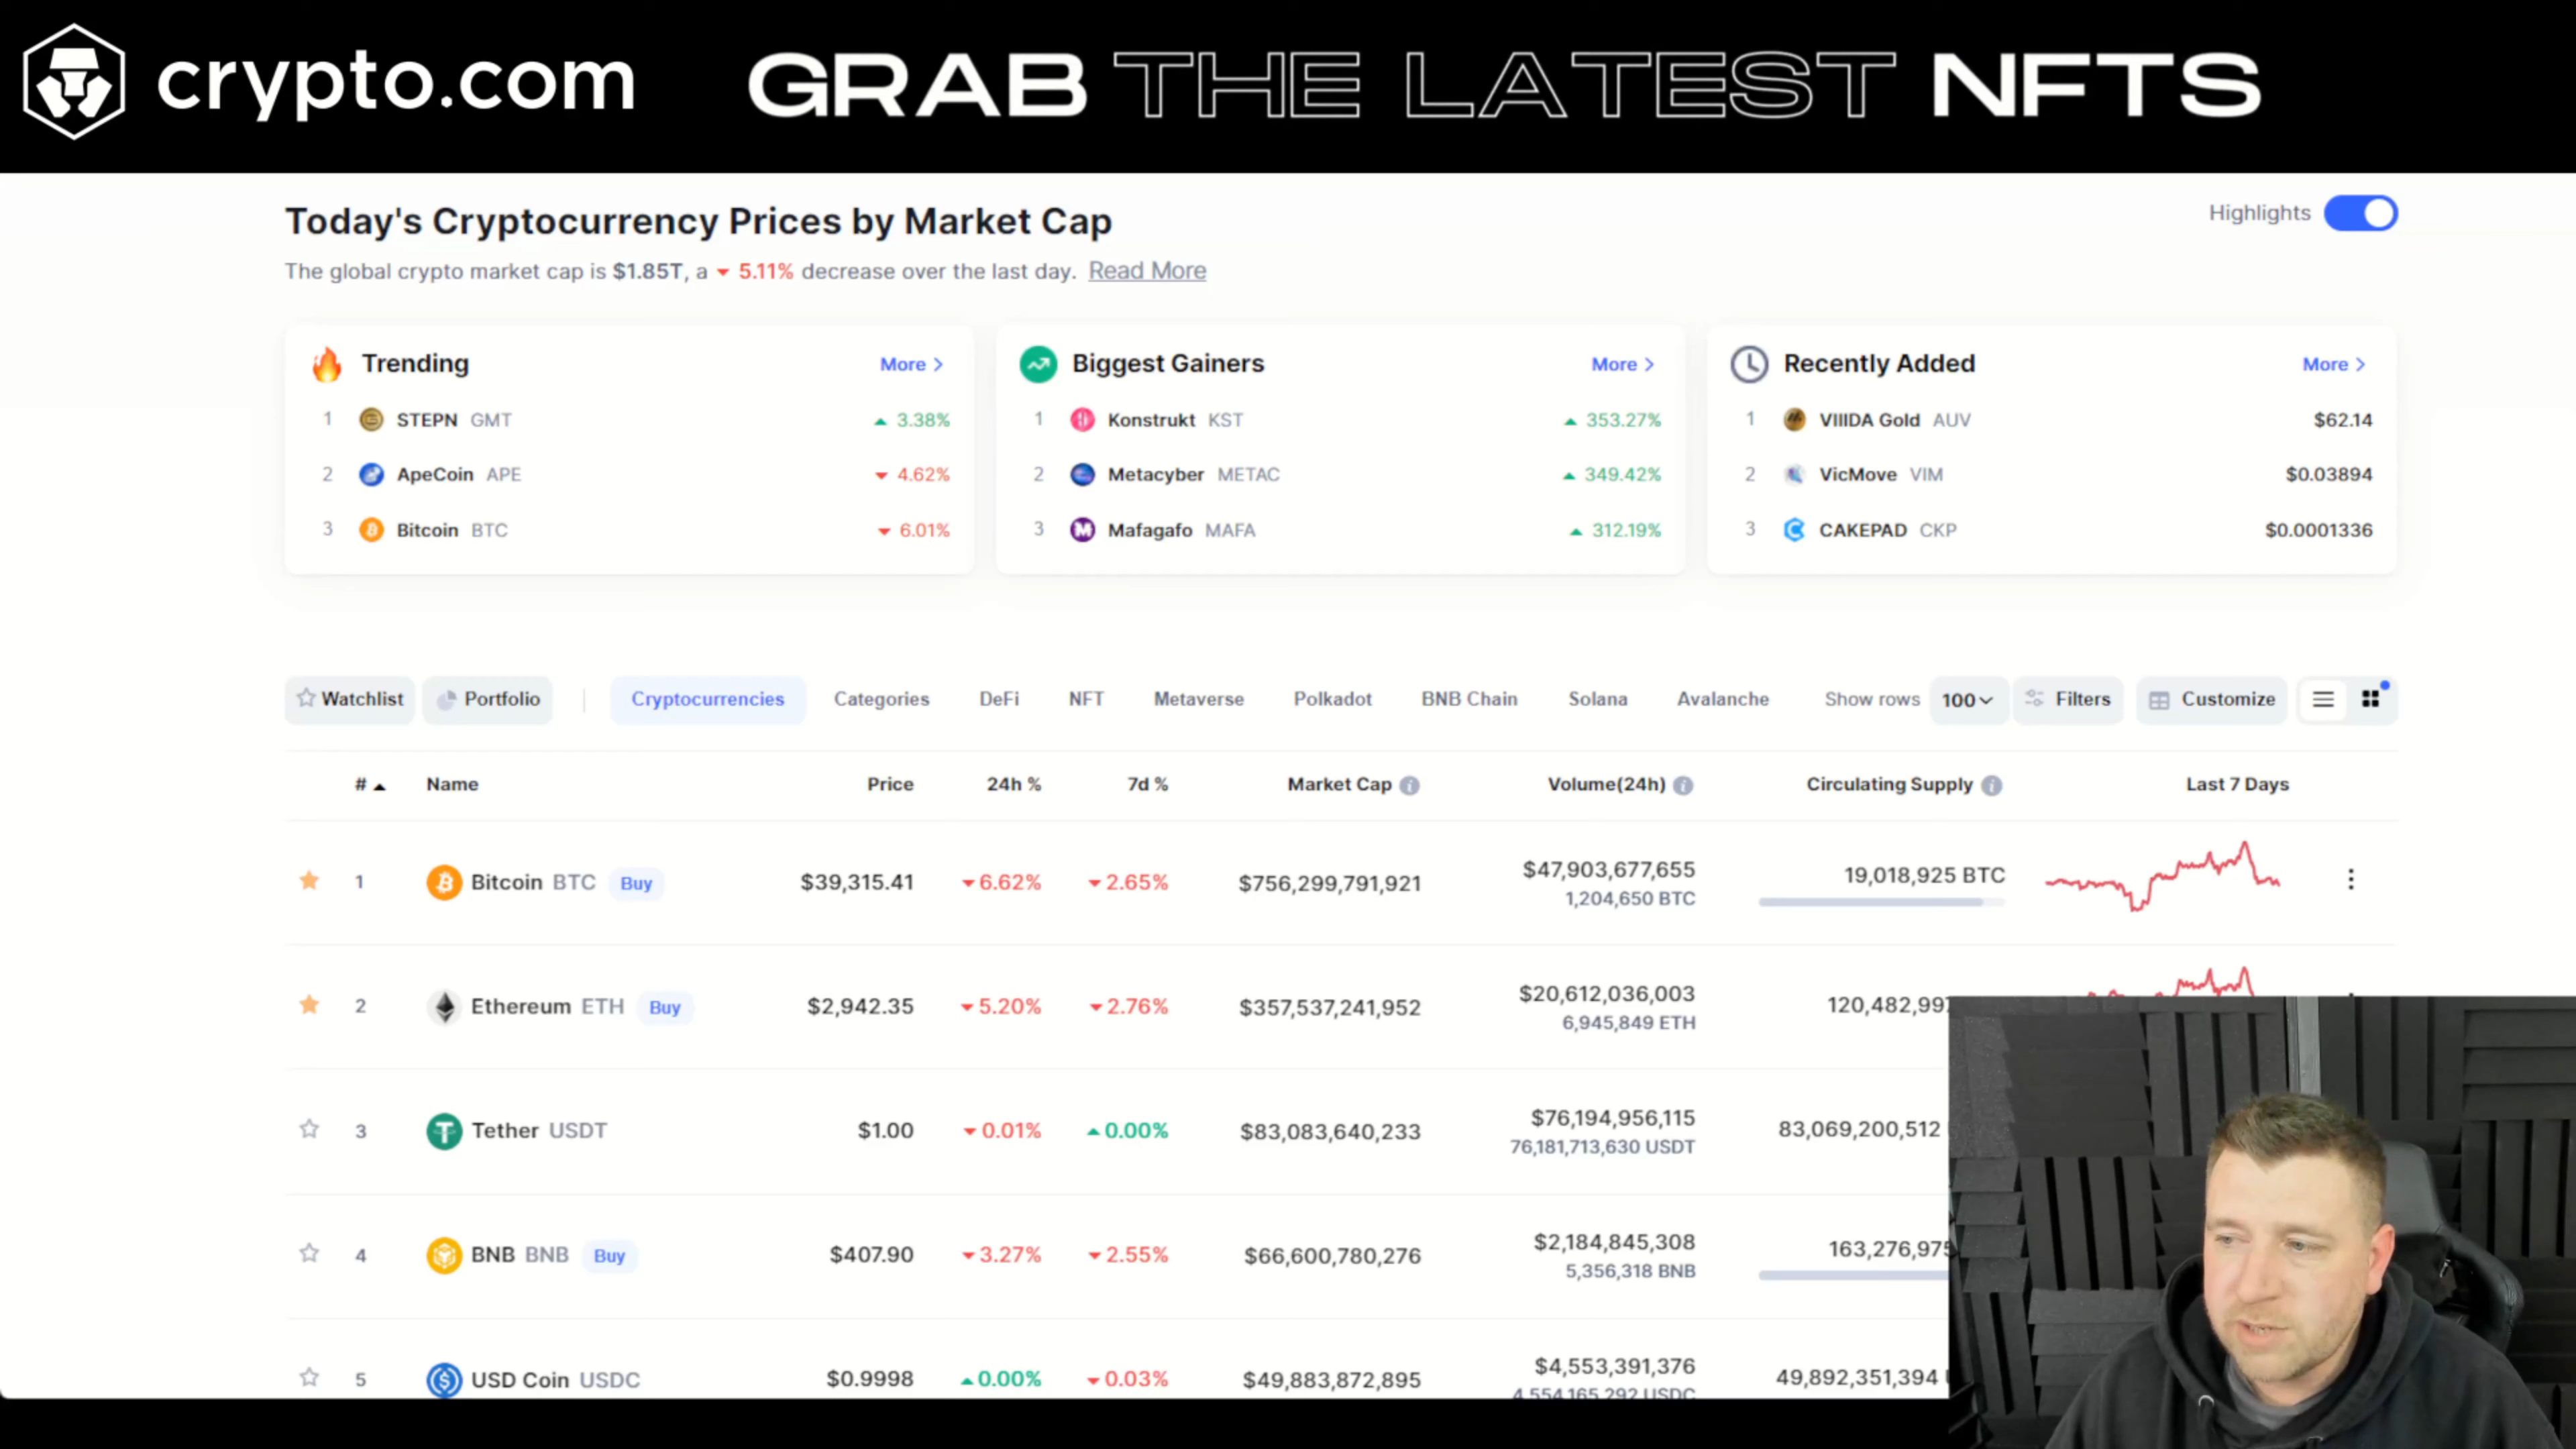 crypto.com GRAB THE LATEST NFTS
Today's Cryptocurrency Prices by Market Cap
Highlights
The global crypto market cap is $1.85T, a 5.11% decrease over the last day. Read More
Trending More
1 STEPN GMT 3.38%
2 ApeCoin APE 4.62%
3 Bitcoin BTC 6.01%
Biggest Gainers More
1 Konstrukt KST 353.27%
2 Metacyber METAC 349.42%
3 Mafagafo MAFA 312.19%
Recently Added More
1 VIIIDA Gold AUV $62.14
2 VicMove VIM $0.03894
3 CAKEPAD CKP $0.0001336
Watchlist Portfolio Cryptocurrencies Categories DeFi NFT Metaverse Polkadot BNB Chain Solana Avalanche Show rows 100 Filters Customize
# Name Price 24h % 7d % Market Cap Volume(24h) Circulating Supply Last 7 Days
1 Bitcoin BTC Buy $39,315.41 6.62% 2.65% $756,299,791,921 $47,903,677,655 19,018,925 BTC
1,204,650 BTC
2 Ethereum ETH Buy $2,942.35 5.20% 2.76% $357,537,241,952 $20,612,036,003 120,482,99
6,945,849 ETH
3 Tether USDT $1.00 0.01% 0.00% $83,083,640,233 $76,194,956,115 83,069,200,512
76,181,713,630 USDT
4 BNB BNB Buy $407.90 3.27% 2.55% $66,600,780,276 $2,184,845,308 163,276,975
5,356,318 BNB
5 USD Coin USDC $0.9998 0.00% 0.03% $49,883,872,895 $4,553,391,376 49,892,351,394
4,554,165,292 USDC